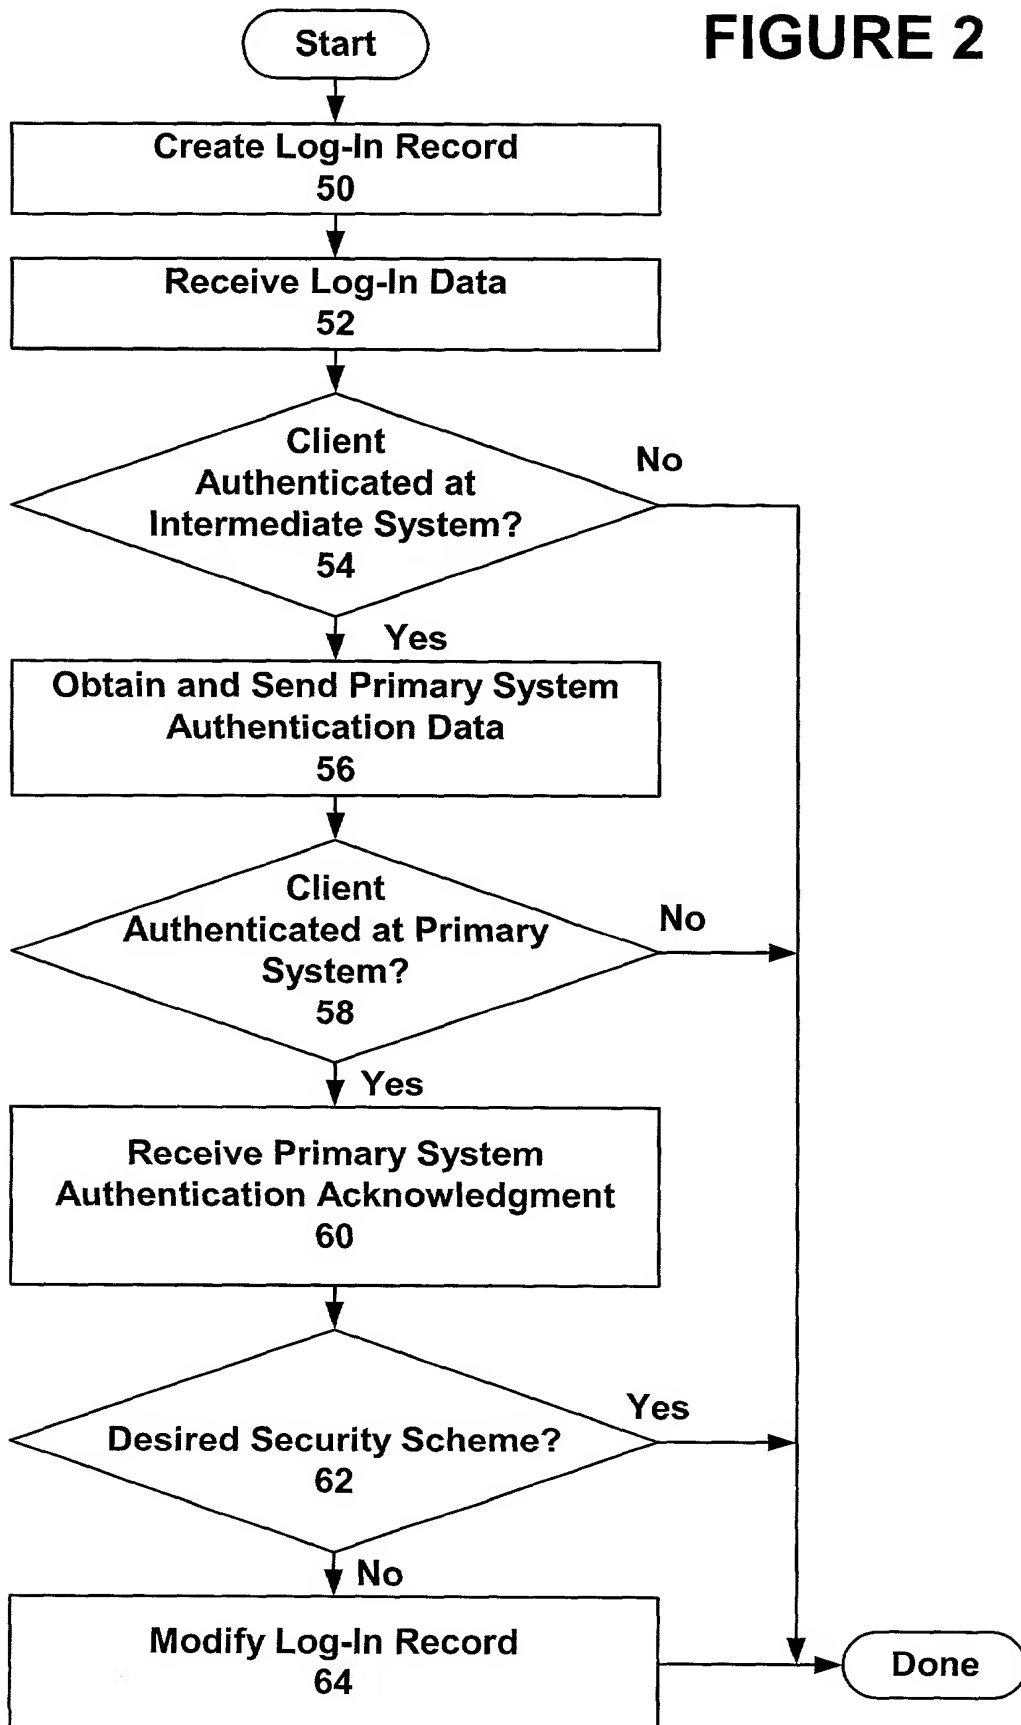 FIGURE 2
Start
Create Log-In Record
50
Receive Log-In Data
52
Client
Authenticated at
Intermediate System?
54
No
Yes
Obtain and Send Primary System
Authentication Data
56
Client
Authenticated at Primary
System?
58
No
Yes
Receive Primary System
Authentication Acknowledgment
60
Desired Security Scheme?
62
Yes
No
Modify Log-In Record
64
Done